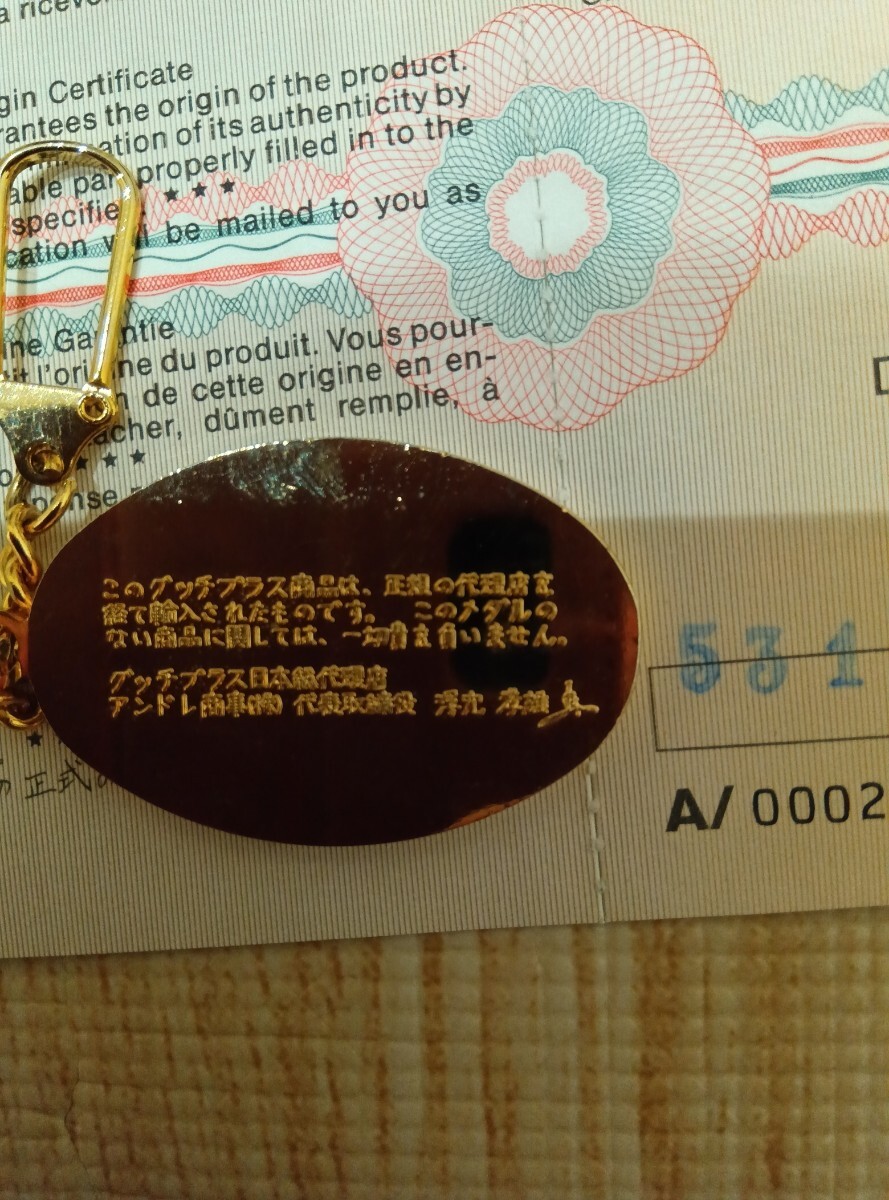 a ricev
gin Certificate
rantees the origin of the product.
ation of its authenticity by
able par properly filled in to the
specifie ★ ★ ★
cation will be mailed to you as
ne Garantie
it l'origine du produit. Vous pour-
n de cette origine en en-
acher, dûment remplie, à
★ ★ ★
このグッチプラス商品は、正規の代理店を
経て輸入されたものです。 このメダルの
ない商品に関しては、一切責を負いません。
グッチプラス日本総代理店
アンドレ商事(株) 代表取締役
531
A/ 0002
正式